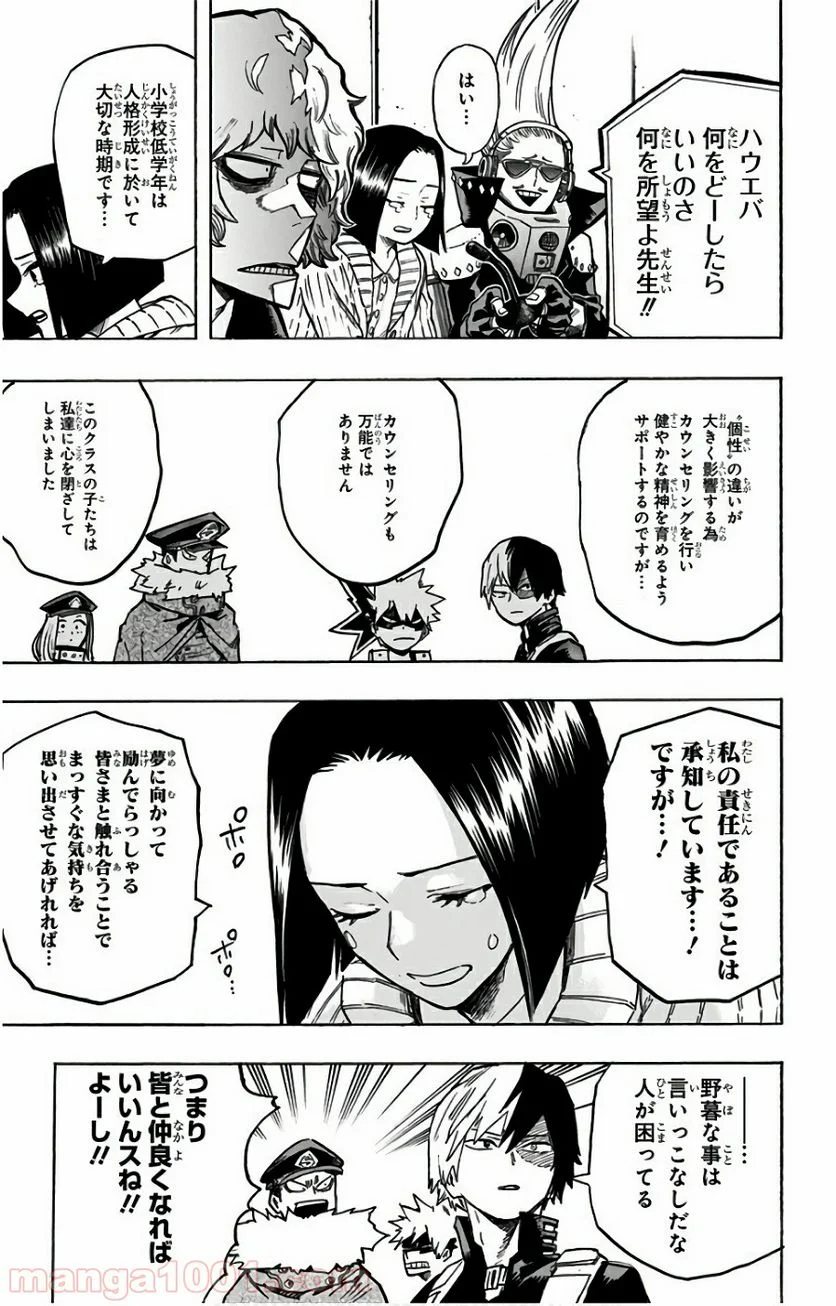 ハウエバ
何をどーしたら
いいのさ
何を所望よ先生!!
はい…
小学校低学年は
人格形成に於いて
大切な時期です…
〝個性〟の違いが
大きく影響する為
カウンセリングを行い
健やかな精神を育めるよう
サポートするのですが…
カウンセリングも
万能では
ありません
このクラスの子たちは
私達に心を閉ざして
しまいました
私の責任であることは
承知しています…!
ですが…!
ポロ
ポロ
夢に向かって
励んでらっしゃる
皆さまと触れ合うことで
まっすぐな気持ちを
思い出させてあげれれば…
———…
野暮な事は
言いっこなしだな
人が困ってる
つまり
皆と仲良くなれば
いいんスね!!
よーし!!
manga1001.com